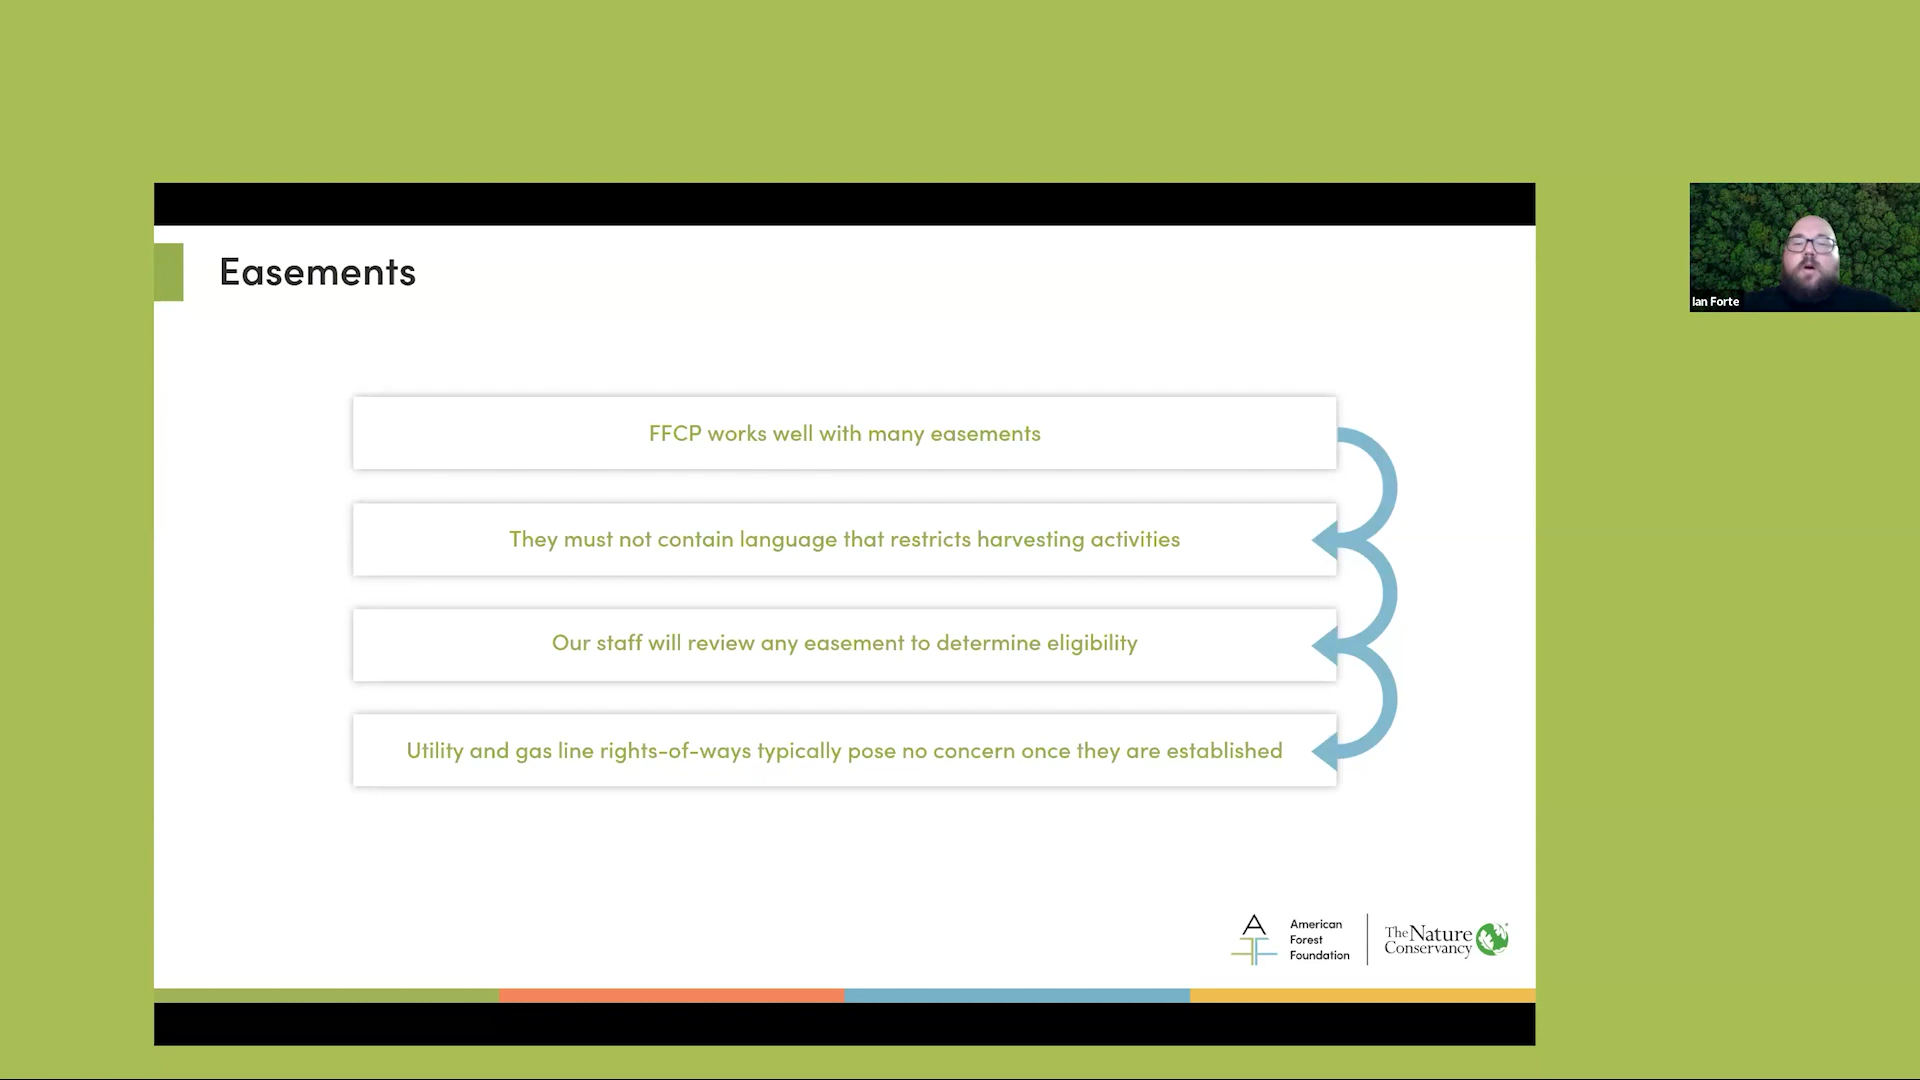 Easements
FFCP works well with many easements
They must not contain language that restricts harvesting activities
Our staff will review any easement to determine eligibility
Utility and gas line rights-of-ways typically pose no concern once they are established
American
Forest
Foundation
The Nature
Conservancy
Ian Forte